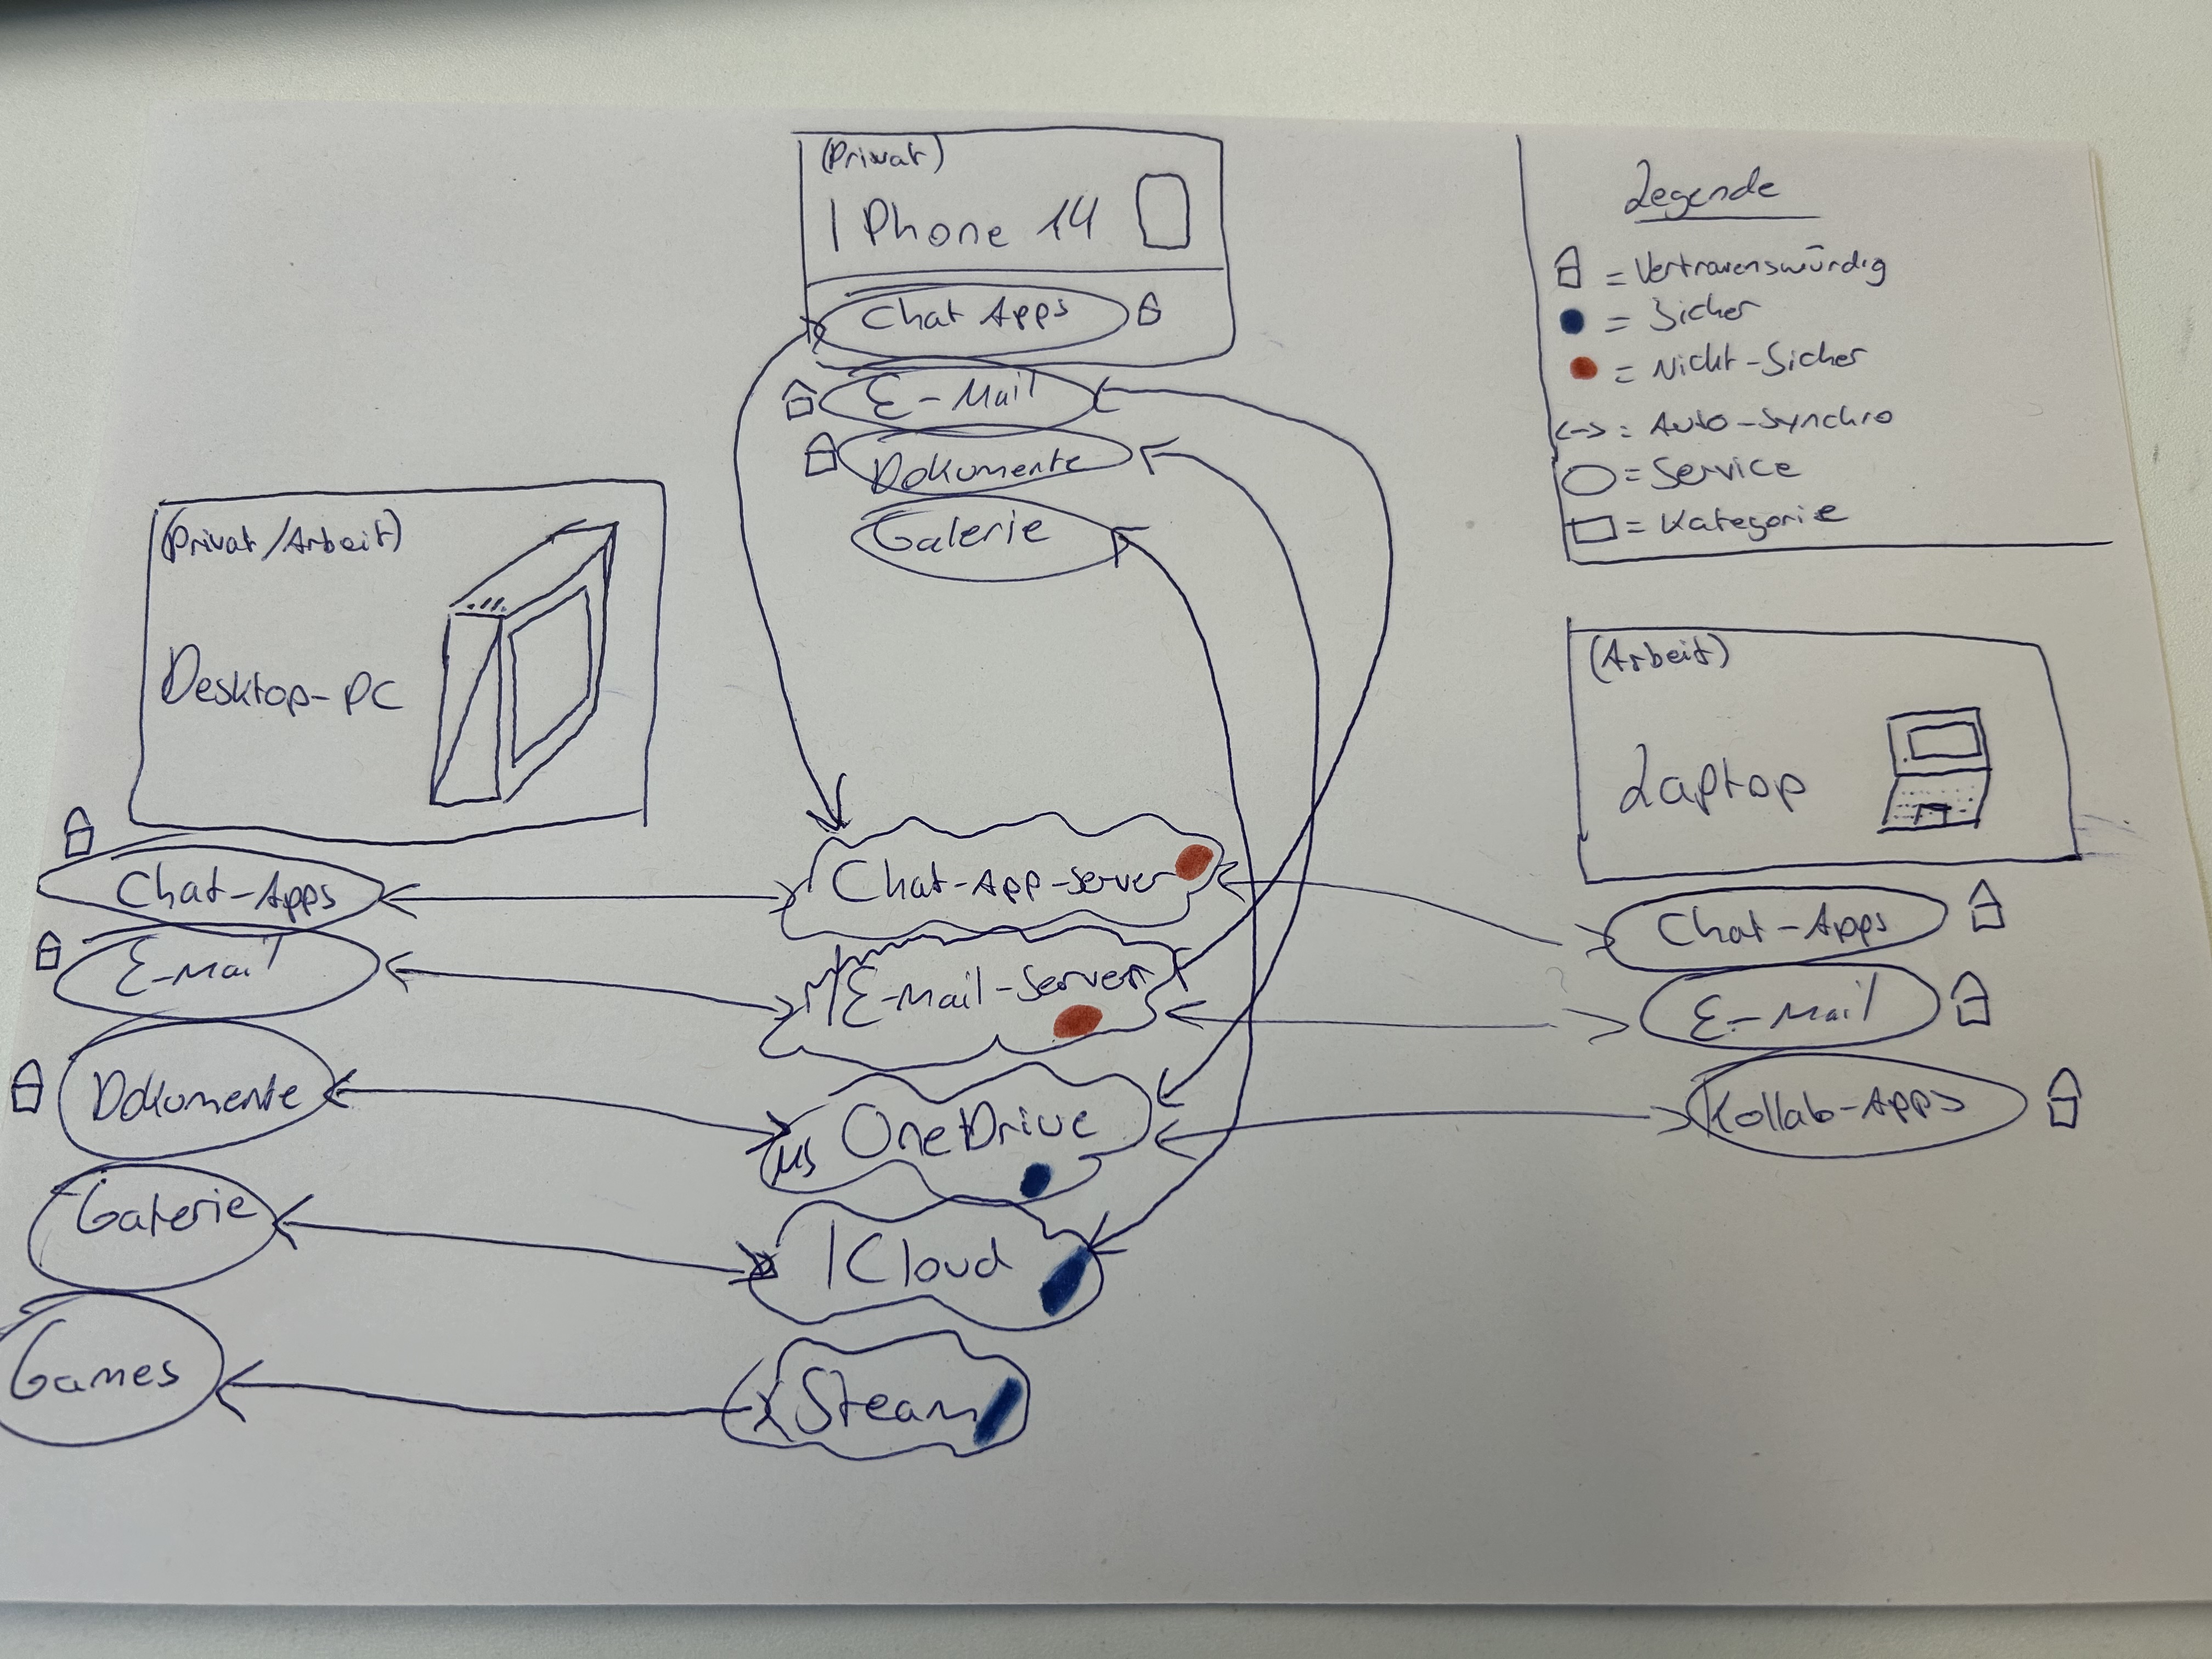 (Privat)
I Phone 14
Chat Apps
E-Mail
Dokumente
Galerie
Legende
= Vertrauenswürdig
= Sicher
= Nicht-Sicher
<-> = Auto-Synchro
= Service
= Kategorie
(Privat/Arbeit)
Desktop-PC
Chat-Apps
E-Mail
Dokumente
Galerie
Games
Chat-App-Server
E-Mail-Server
MS OneDrive
ICloud
Steam
(Arbeit)
Laptop
Chat-Apps
E-Mail
Kollab-Apps